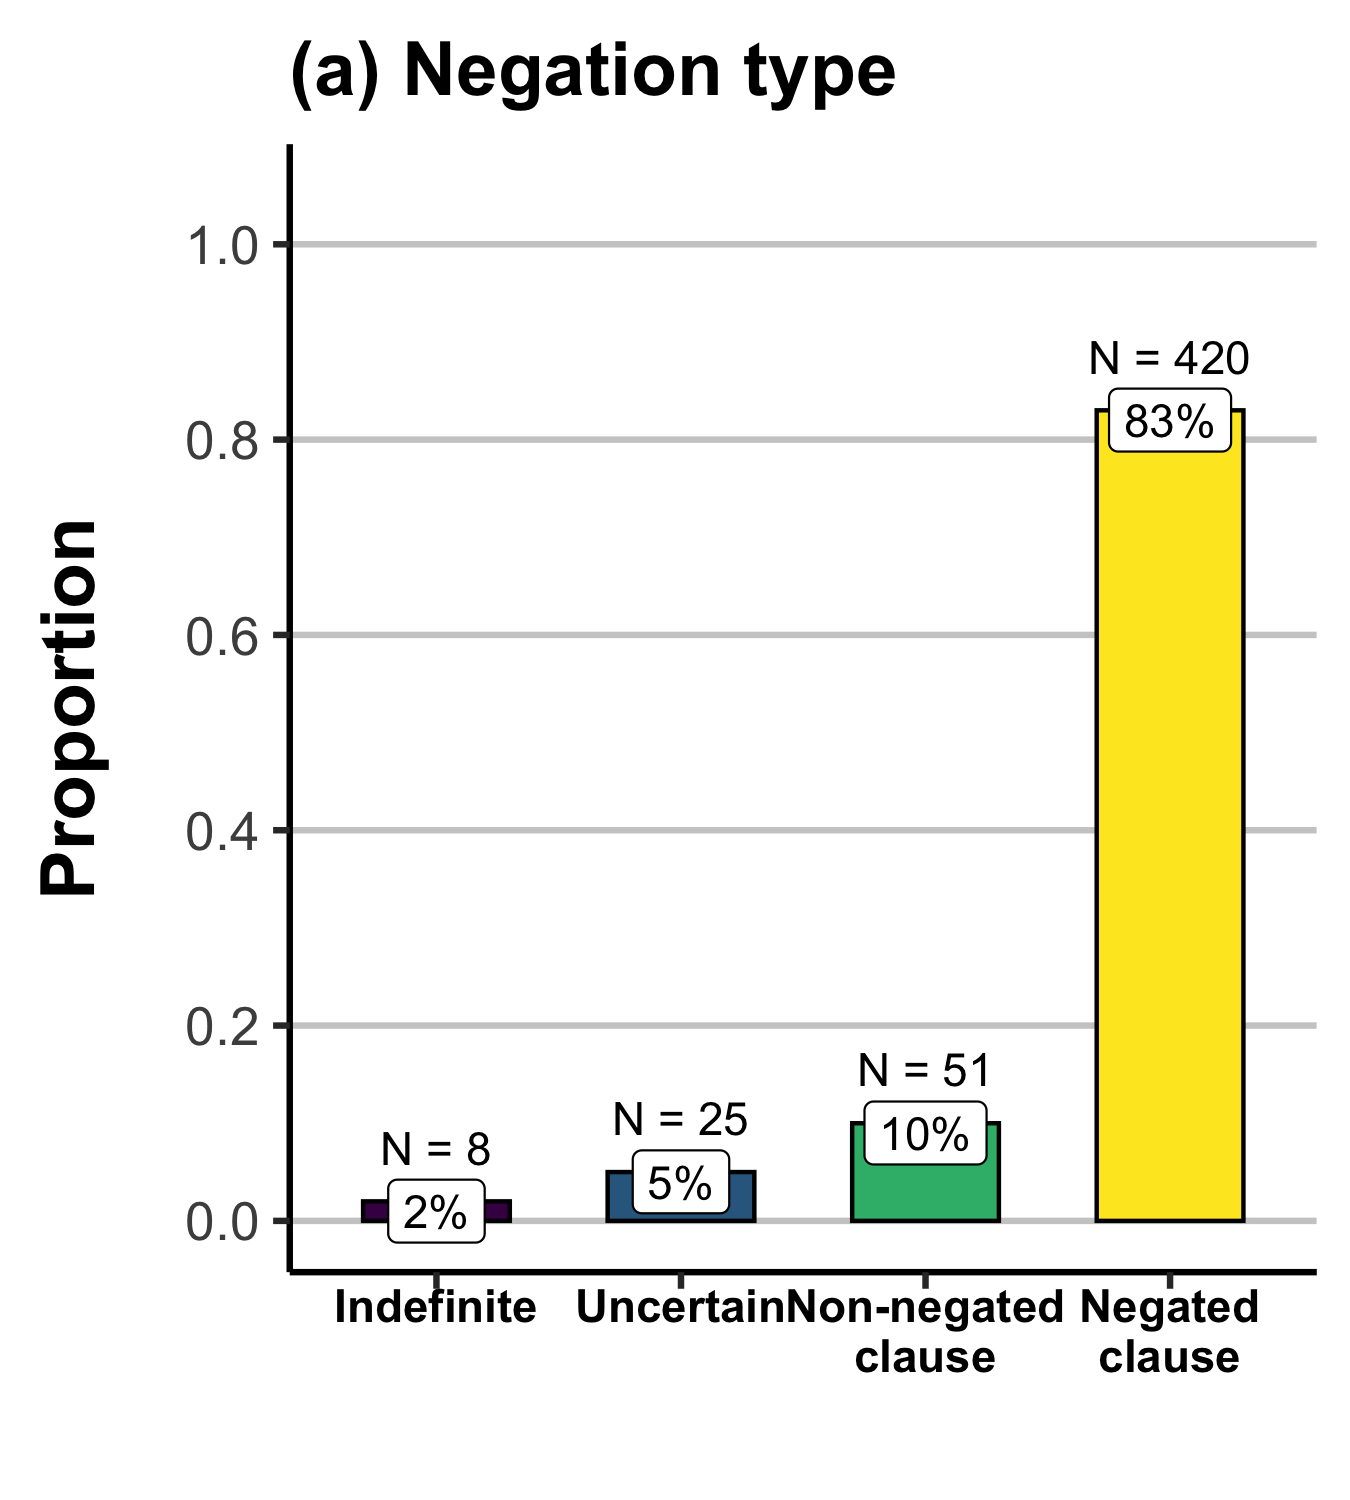 (a) Negation type
Proportion
1.0
0.8
0.6
0.4
0.2
0.0
N = 8
2%
N = 25
5%
N = 51
10%
N = 420
83%
Indefinite
Uncertain
Non-negated
clause
Negated
clause